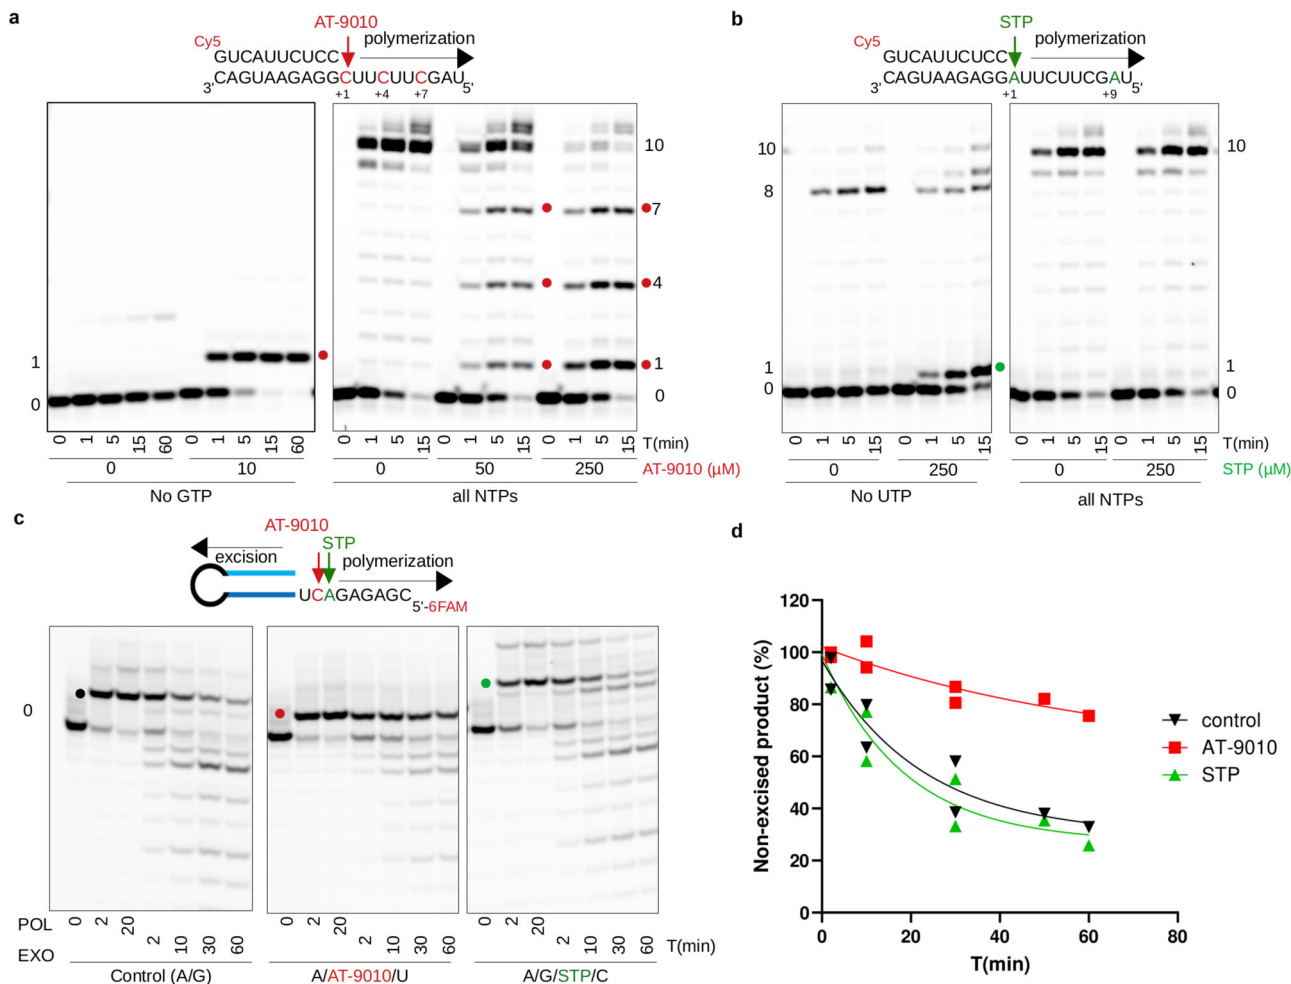 a
AT-9010
Cy5
polymerization
GUCAUUCUCC
3'CAGUAAGAGGCUUCUUCGAU5'
+1 +4 +7
10
7
4
1
1
0
0
0 1 5 15 60 0 1 5 15 60
0 1 5 15 0 1 5 15 0 1 5 15 T(min)
0 10
0 50 250 AT-9010 (µM)
No GTP
all NTPs
b
STP
Cy5
polymerization
GUCAUUCUCC
3'CAGUAAGAGGAUUCUUCGAU5'
+1 +9
10
8
1
0
10
1
0
0 1 5 15 0 1 5 15
0 1 5 15 0 1 5 15 T(min)
0 250
0 250 STP (µM)
No UTP
all NTPs
c
AT-9010
STP
excision
polymerization
UCAGAGAGC
5'-6FAM
0
POL 0 2 20 0 2 20 0 2 20
EXO 2 10 30 60 2 10 30 60 2 10 30 60 T(min)
Control (A/G)
A/AT-9010/U
A/G/STP/C
d
Non-excised product (%)
120
100
80
60
40
20
0
0 20 40 60 80
T(min)
control
AT-9010
STP